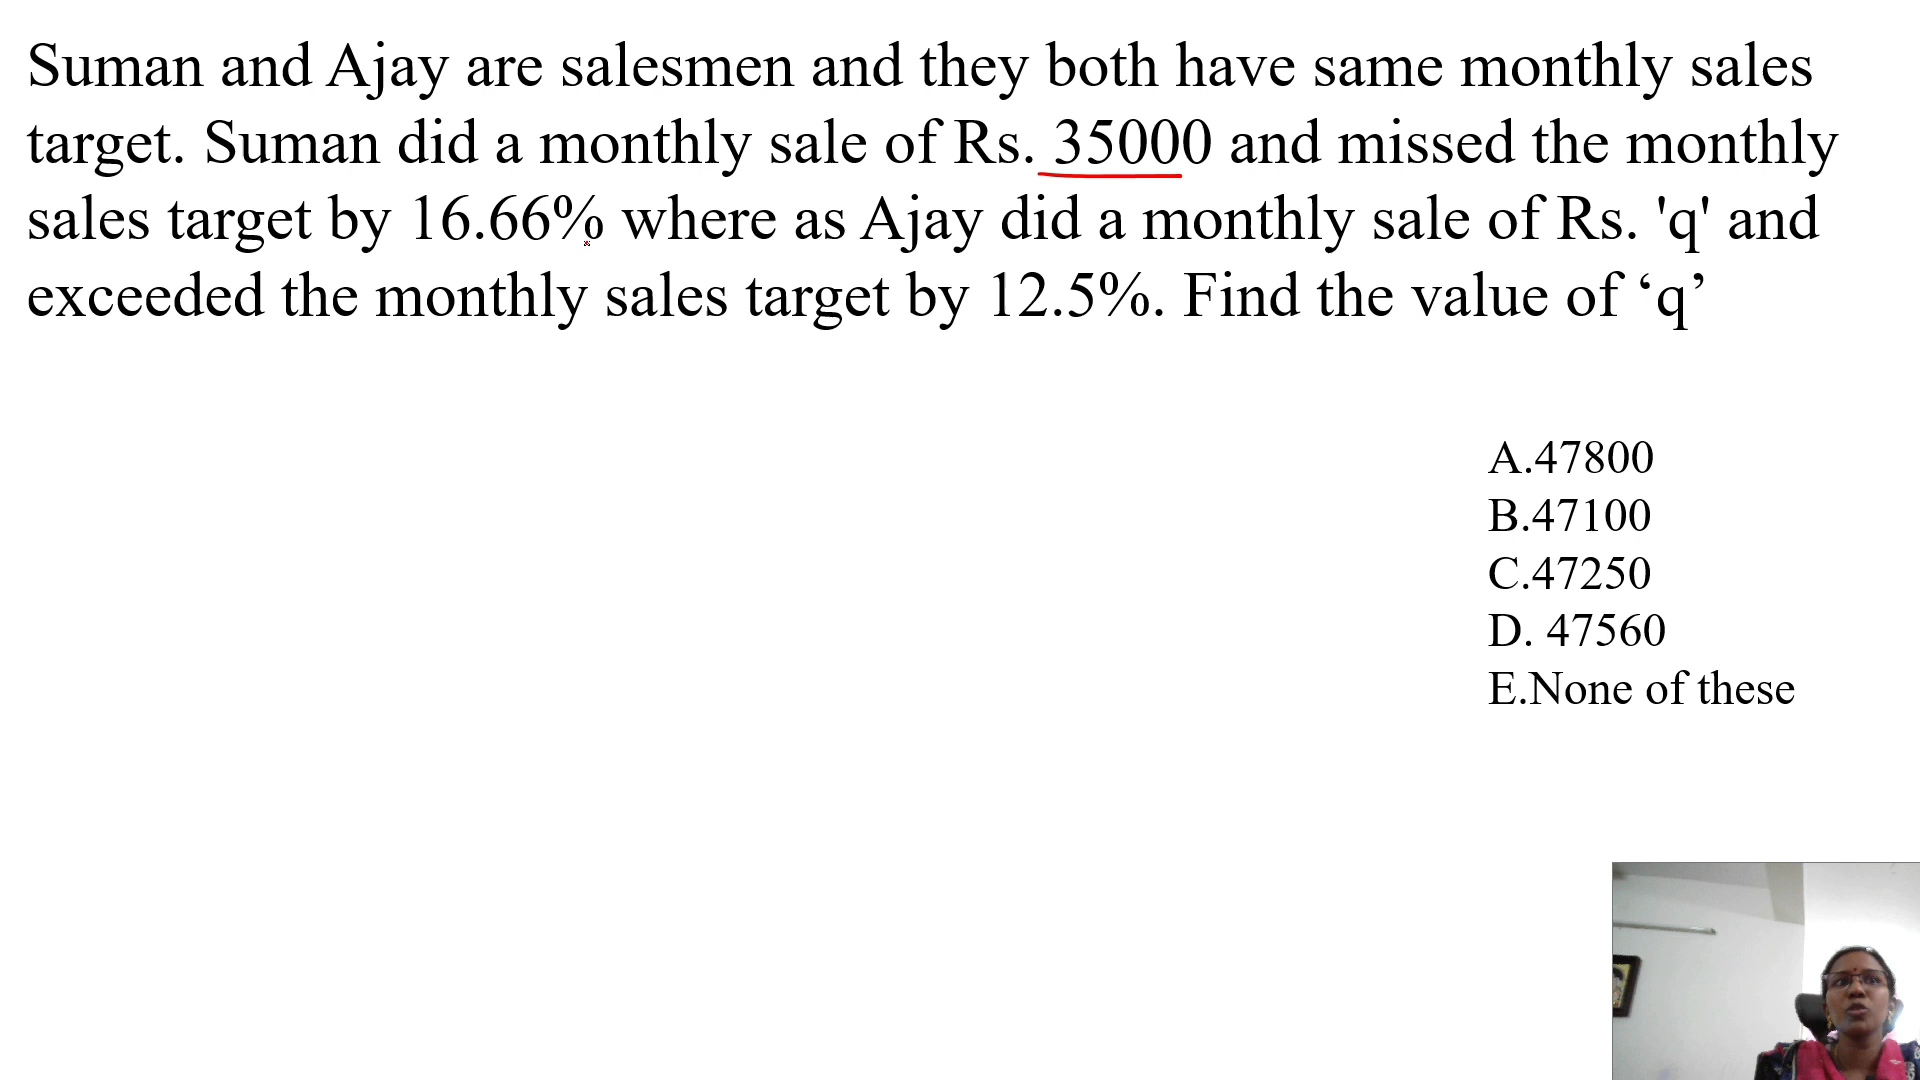 Suman and Ajay are salesmen and they both have same monthly sales
target. Suman did a monthly sale of Rs. 35000 and missed the monthly
sales target by 16.66% where as Ajay did a monthly sale of Rs. 'q' and
exceeded the monthly sales target by 12.5%. Find the value of ‘q’
A.47800
B.47100
C.47250
D. 47560
E.None of these